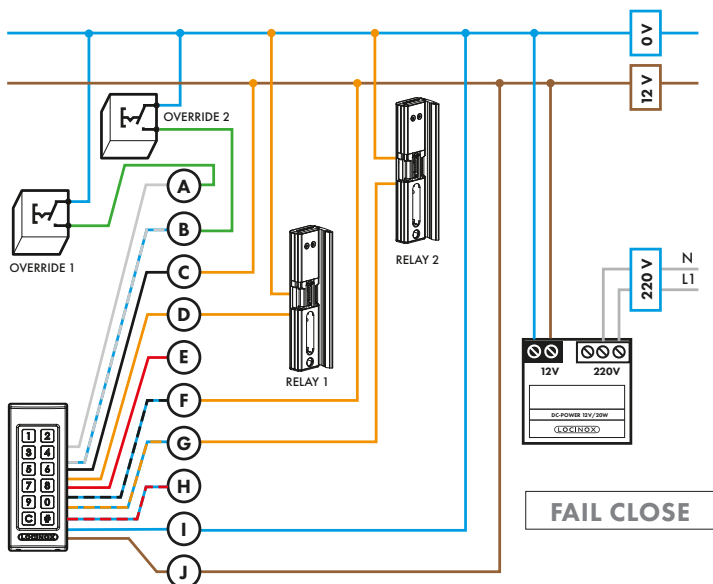 0 V
12 V
OVERRIDE 2
OVERRIDE 1
A
B
C
D
E
F
G
H
I
J
RELAY 2
RELAY 1
220 V
N
L1
12V 220V
DC-POWER 12V/20W
LOCINOX
1 2
3 4
5 6
7 8
9 0
C #
LOCINOX
FAIL CLOSE